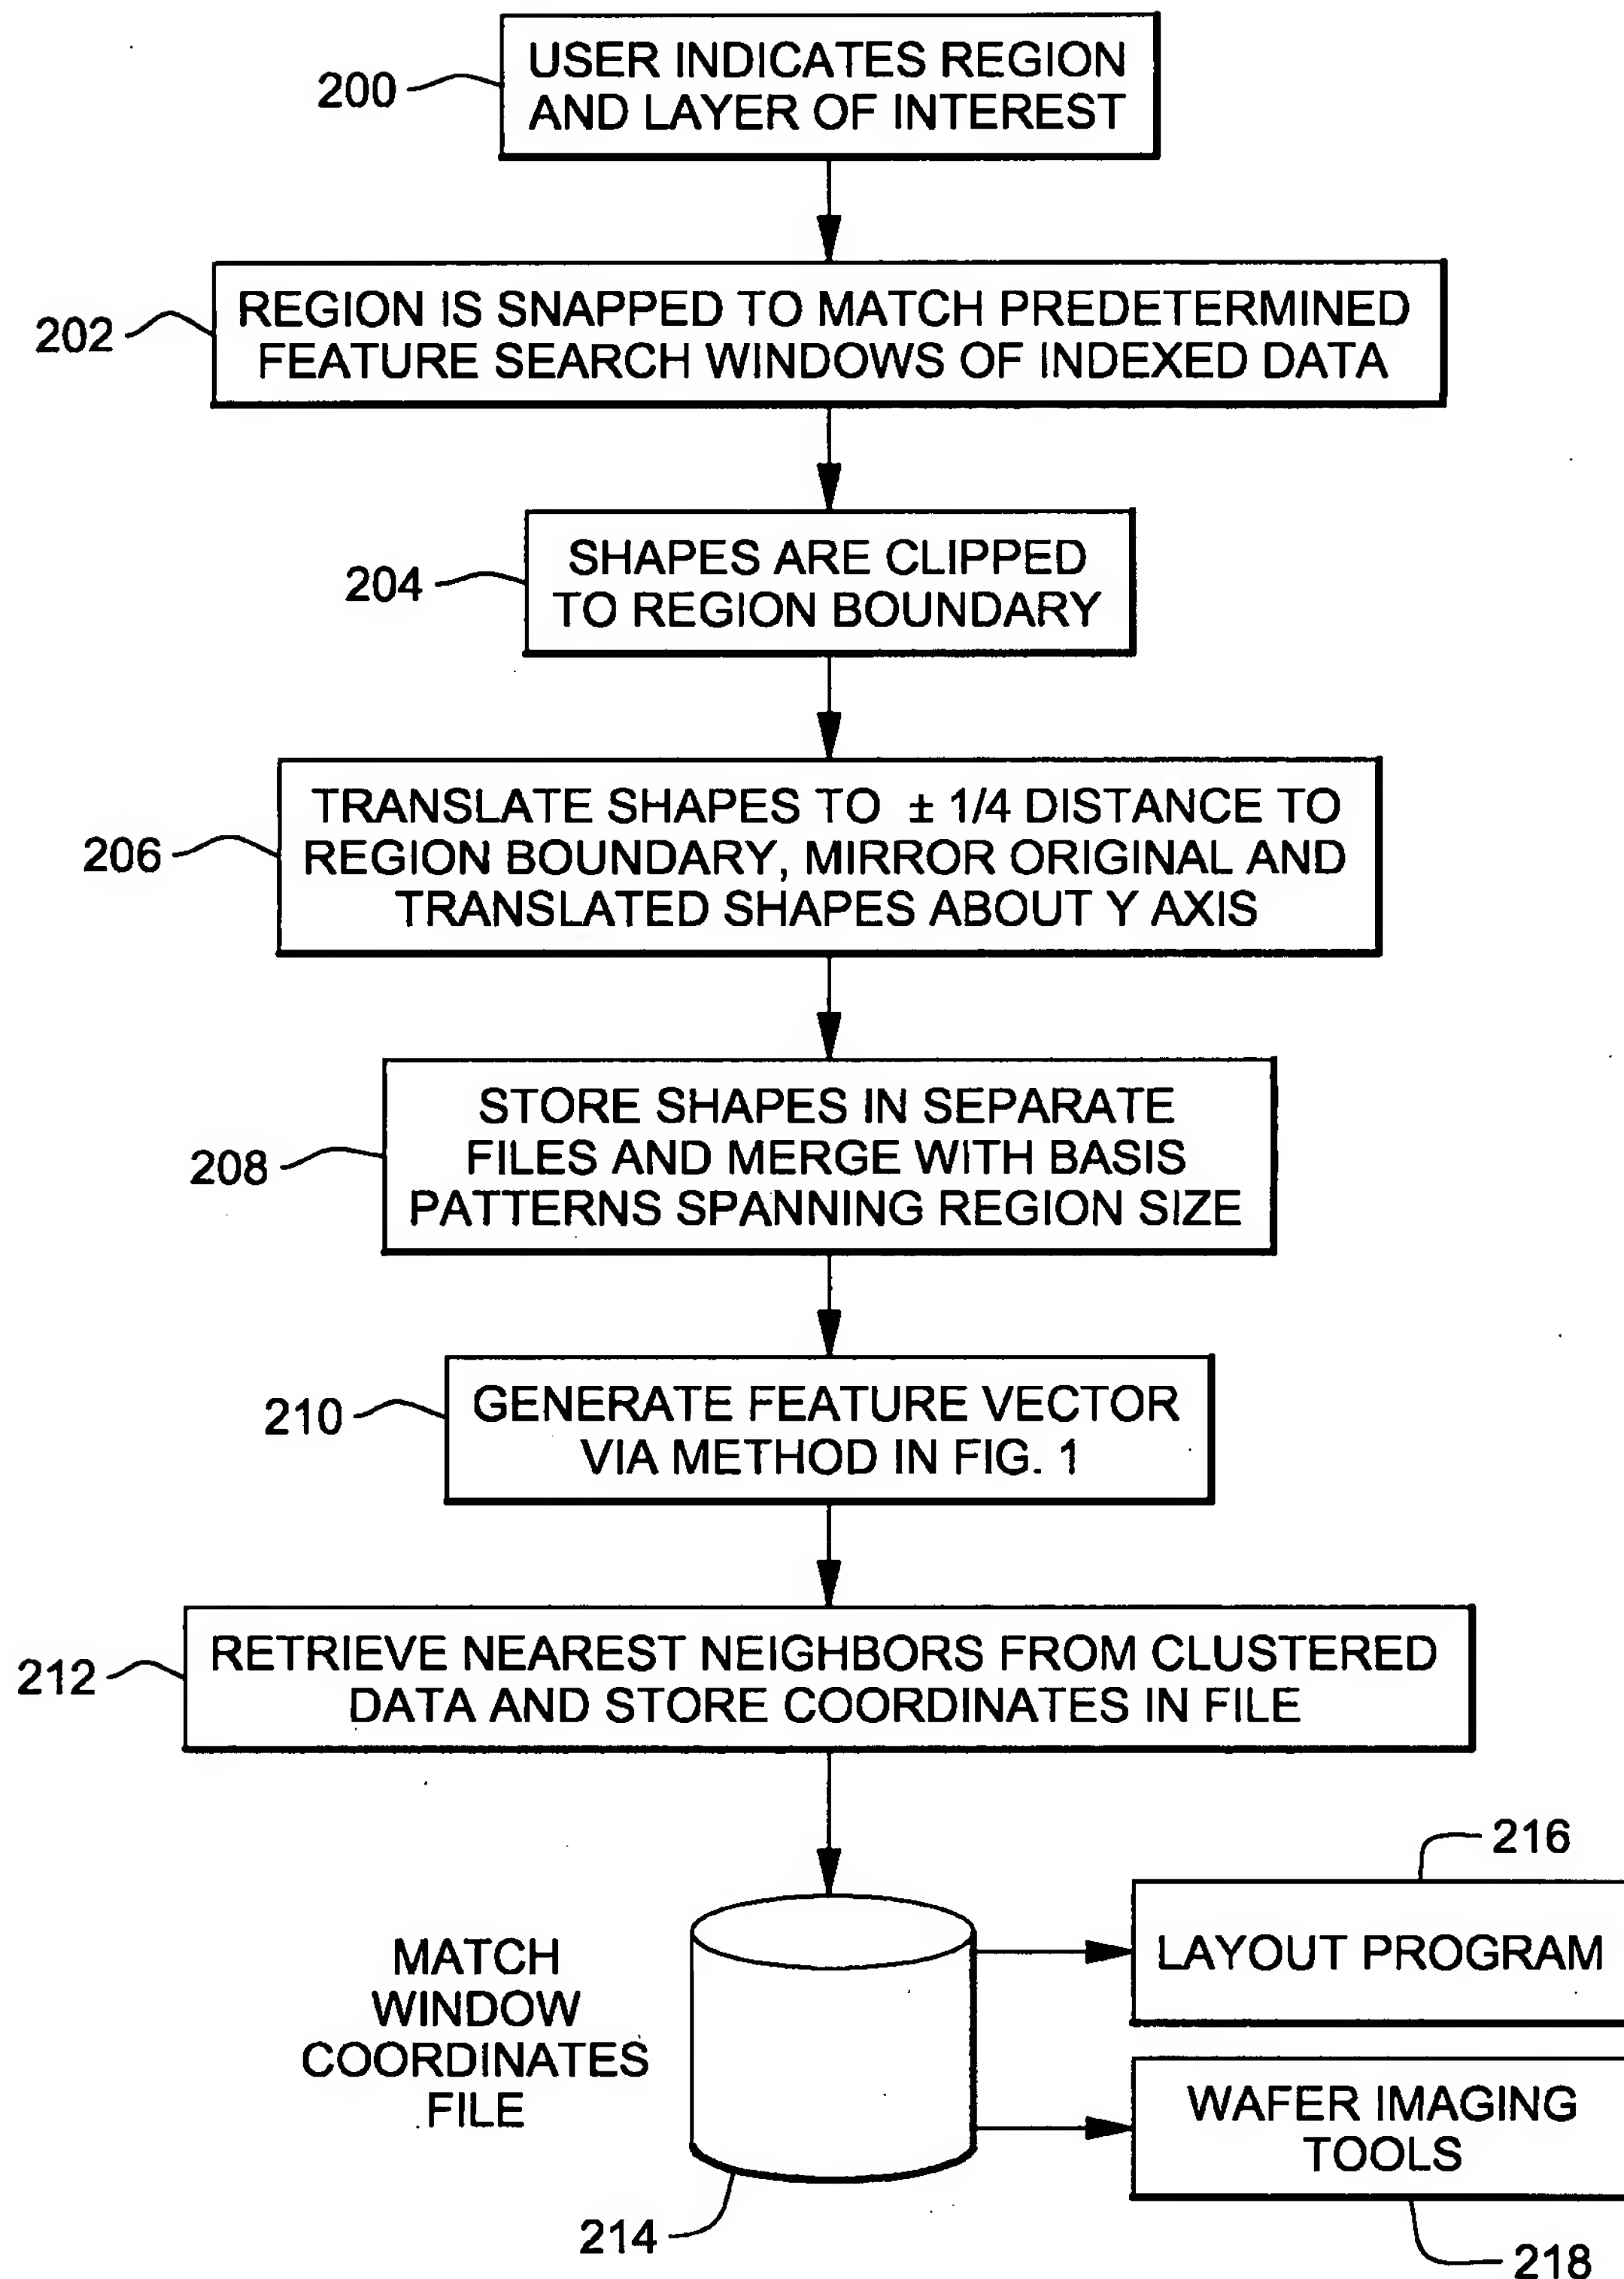 USER INDICATES REGION
AND LAYER OF INTEREST
200
REGION IS SNAPPED TO MATCH PREDETERMINED
FEATURE SEARCH WINDOWS OF INDEXED DATA
202
SHAPES ARE CLIPPED
TO REGION BOUNDARY
204
TRANSLATE SHAPES TO ± 1/4 DISTANCE TO
REGION BOUNDARY, MIRROR ORIGINAL AND
TRANSLATED SHAPES ABOUT Y AXIS
206
STORE SHAPES IN SEPARATE
FILES AND MERGE WITH BASIS
PATTERNS SPANNING REGION SIZE
208
GENERATE FEATURE VECTOR
VIA METHOD IN FIG. 1
210
RETRIEVE NEAREST NEIGHBORS FROM CLUSTERED
DATA AND STORE COORDINATES IN FILE
212
MATCH
WINDOW
COORDINATES
FILE
214
216
LAYOUT PROGRAM
WAFER IMAGING
TOOLS
218